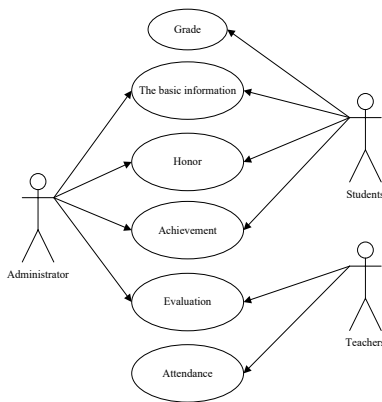 Grade
The basic information
Honor
Students
Achievement
Administrator
Evaluation
Teachers
Attendance